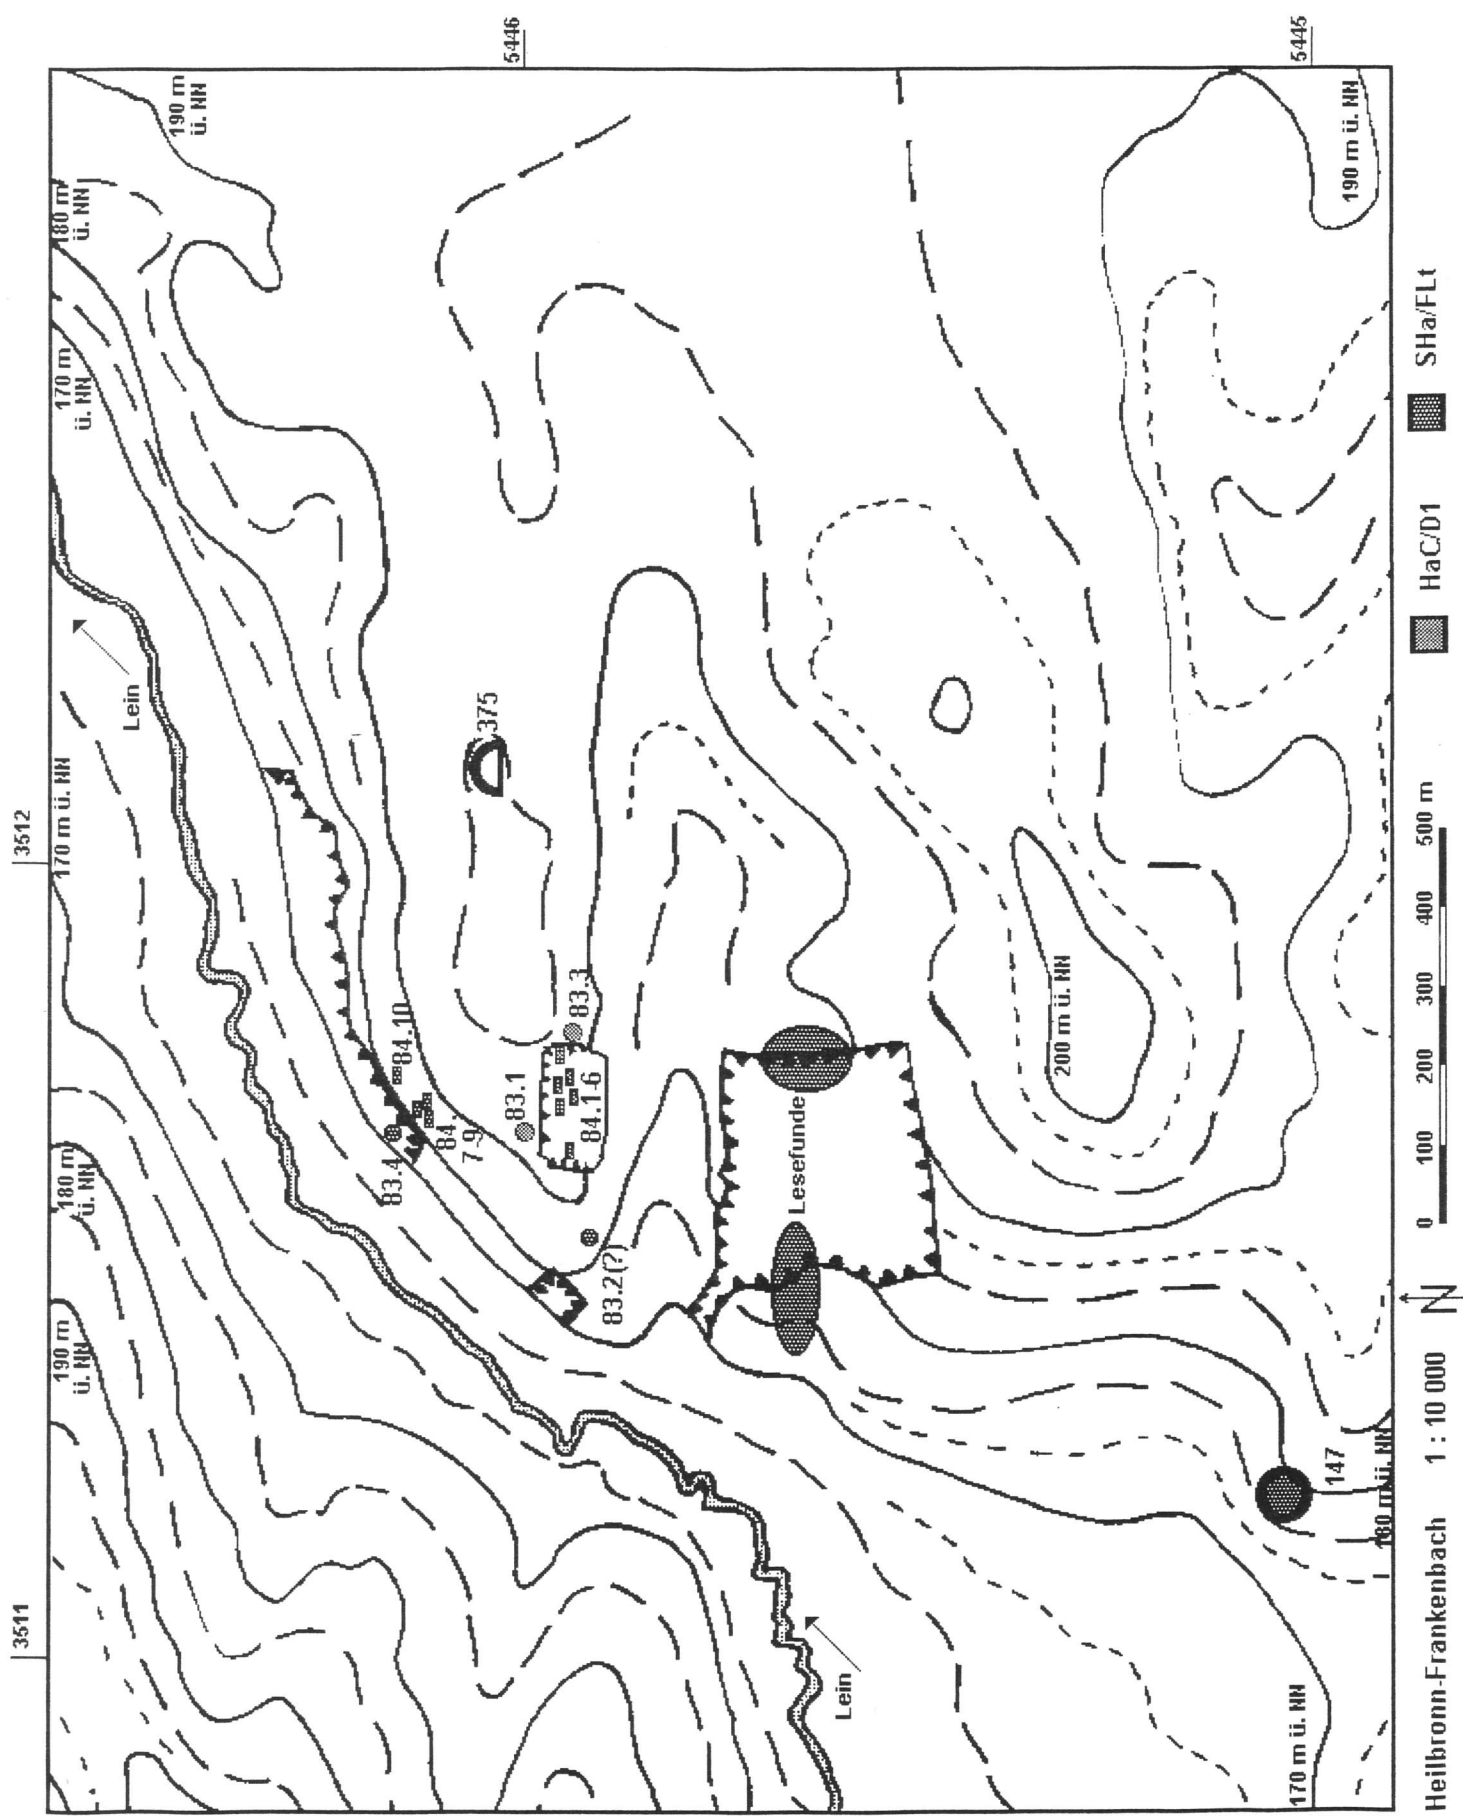 3511
3512
190 m
ü. NN
180 m
ü. NN
170 m ü. NN
170 m
ü. NN
180 m
ü. NN
190 m
ü. NN
Lein
5446
83.4
84.
7-9
84.10
375
83.1
83.3
84.1-6
83.2(?)
Lesefunde
Lein
200 m ü. NN
147
170 m ü. NN
180 m ü. NN
190 m ü. NN
5445
Heilbronn-Frankenbach 1 : 10 000
N
0 100 200 300 400 500 m
HaC/D1
SHa/FLt